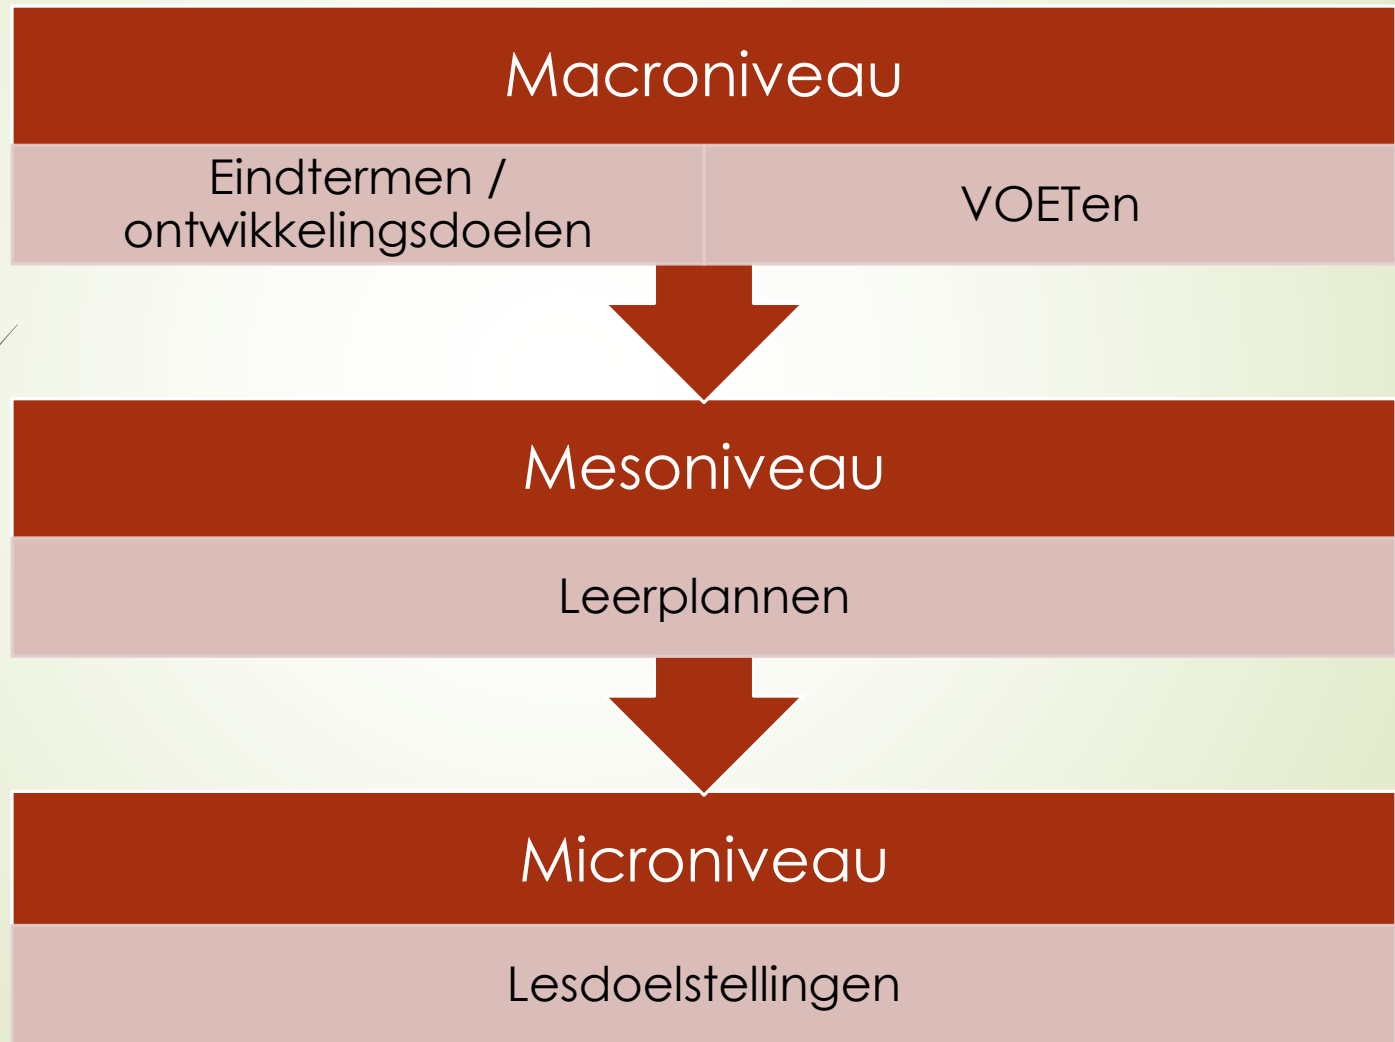 Macroniveau
Eindtermen /
ontwikkelingsdoelen
VOETen
Mesoniveau
Leerplannen
Microniveau
Lesdoelstellingen